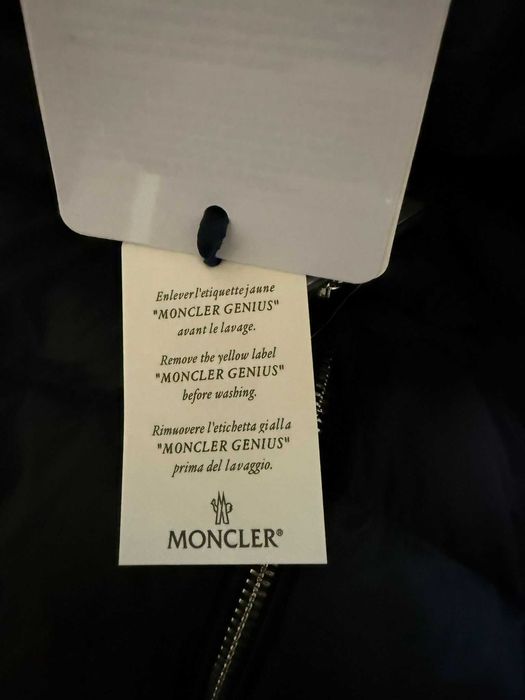 Enlever l'etiquette jaune
"MONCLER GENIUS"
avant le lavage.
Remove the yellow label
"MONCLER GENIUS"
before washing.
Rimuovere l'etichetta gialla
"MONCLER GENIUS"
prima del lavaggio.
MONCLER®